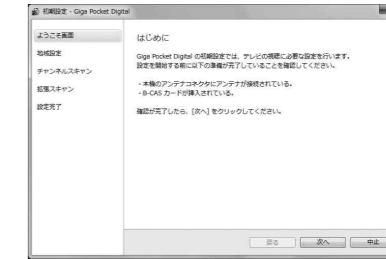 初期設定 - Giga Pocket Digital
ようこそ画面
地域設定
チャンネルスキャン
拡張スキャン
設定完了
はじめに
Giga Pocket Digital の初期設定では、テレビの視聴に必要な設定を行います。
設定を開始する前に以下の準備が完了していることを確認してください。
・本機のアンテナコネクタにアンテナが接続されている。
・B-CAS カードが挿入されている。
確認が完了したら、[次へ] をクリックしてください。
戻る
次へ
中止